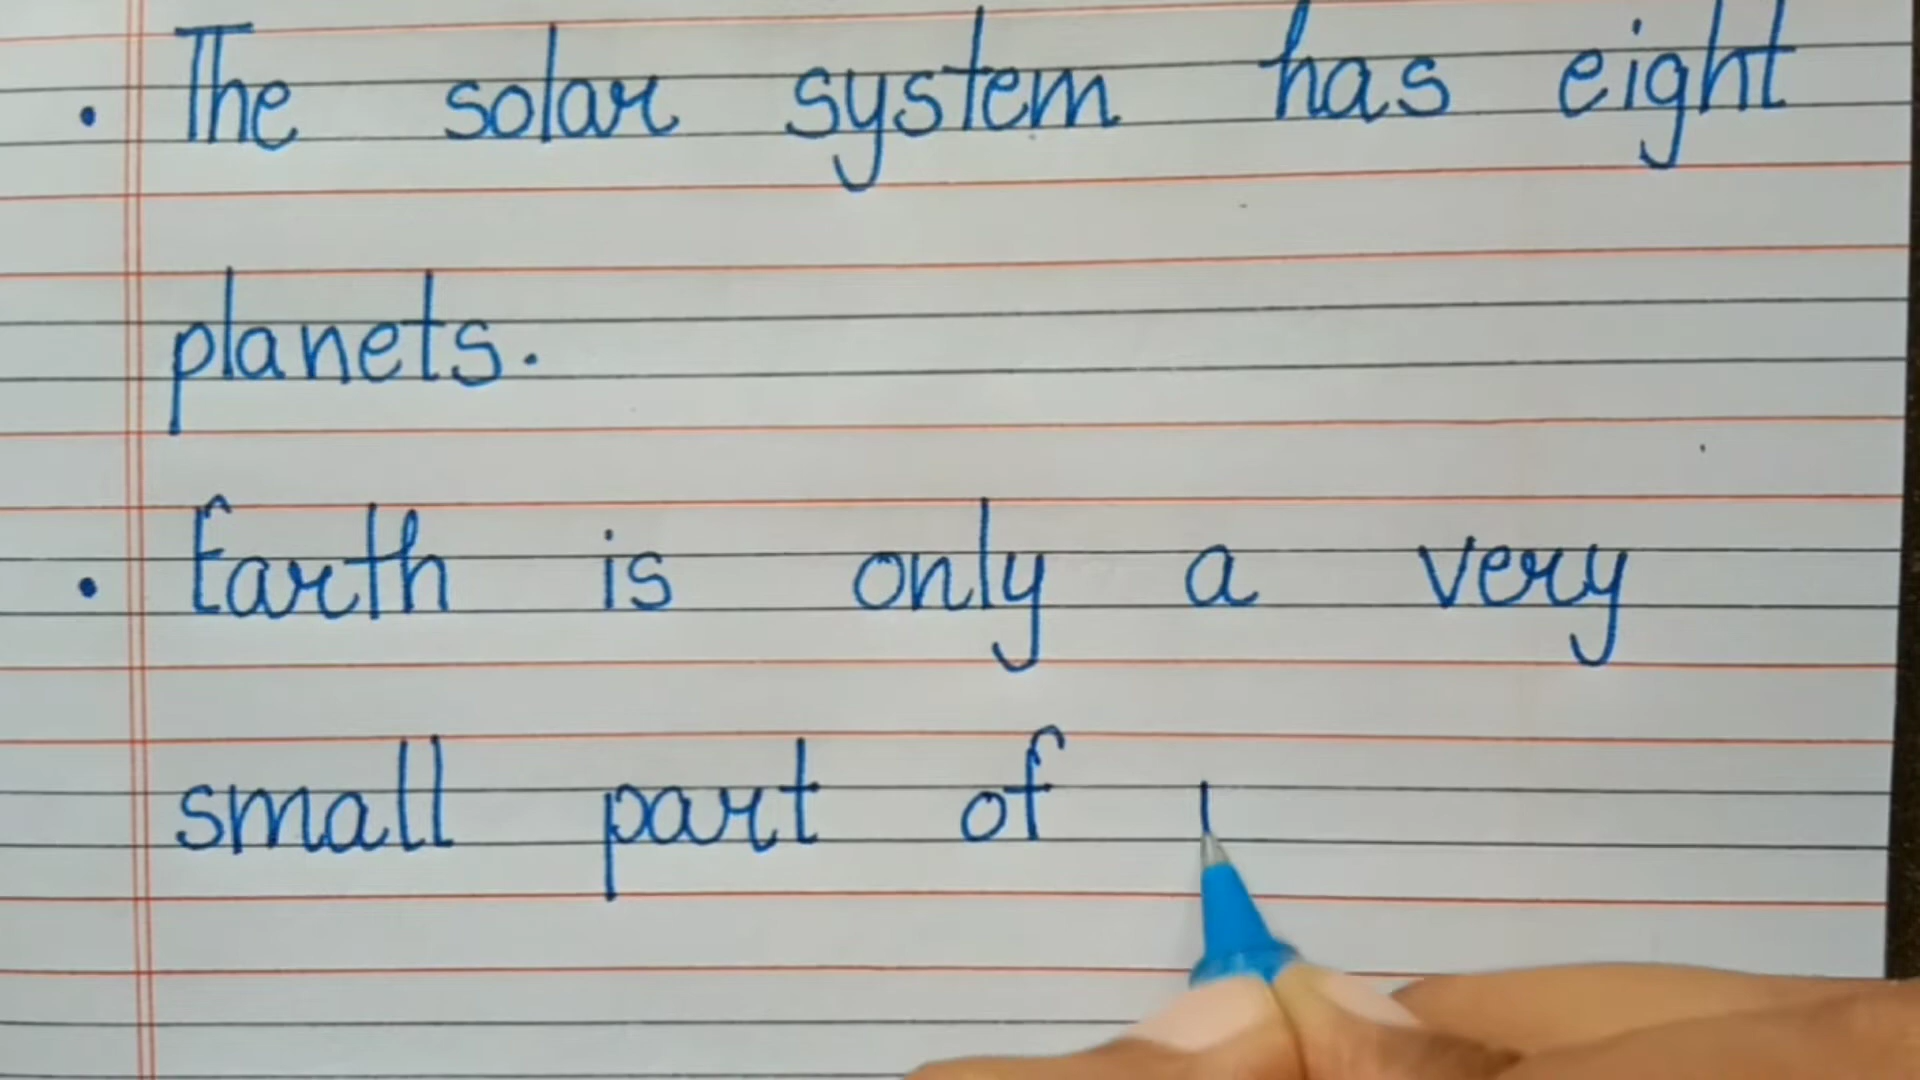 • The solar system has eight
planets.
• Earth is only a very
small part of